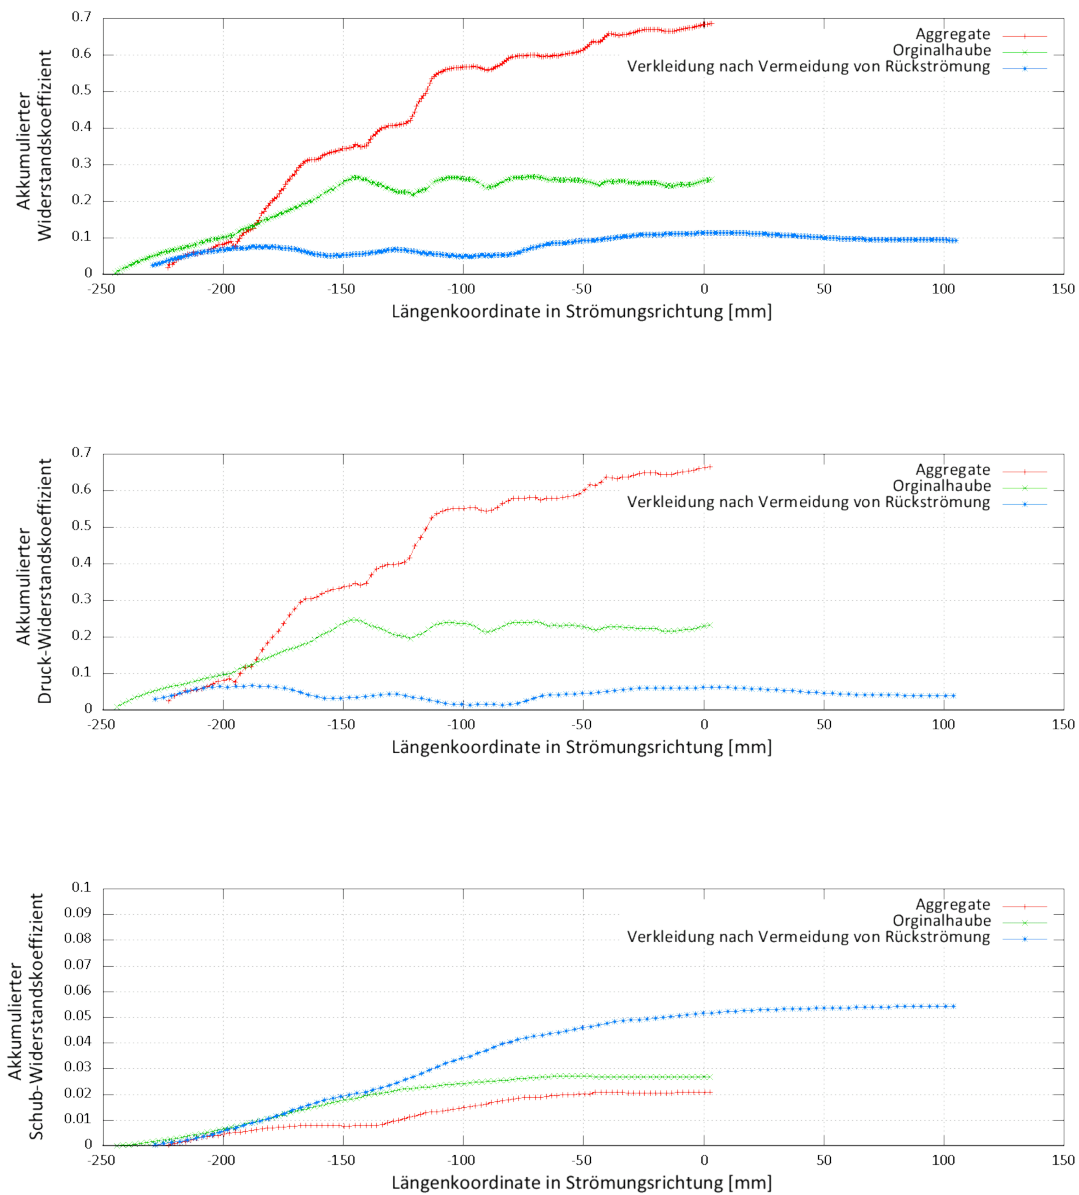 Akkumulierter
Widerstandskoeffizient
0.7
0.6
0.5
0.4
0.3
0.2
0.1
0
Aggregate
Orginalhaube
Verkleidung nach Vermeidung von Rückströmung
-250 -200 -150 -100 -50 0 50 100 150
Längenkoordinate in Strömungsrichtung [mm]
Akkumulierter
Druck-Widerstandskoeffizient
0.7
0.6
0.5
0.4
0.3
0.2
0.1
0
Aggregate
Orginalhaube
Verkleidung nach Vermeidung von Rückströmung
-250 -200 -150 -100 -50 0 50 100 150
Längenkoordinate in Strömungsrichtung [mm]
Akkumulierter
Schub-Widerstandskoeffizient
0.1
0.09
0.08
0.07
0.06
0.05
0.04
0.03
0.02
0.01
0
Aggregate
Orginalhaube
Verkleidung nach Vermeidung von Rückströmung
-250 -200 -150 -100 -50 0 50 100 150
Längenkoordinate in Strömungsrichtung [mm]